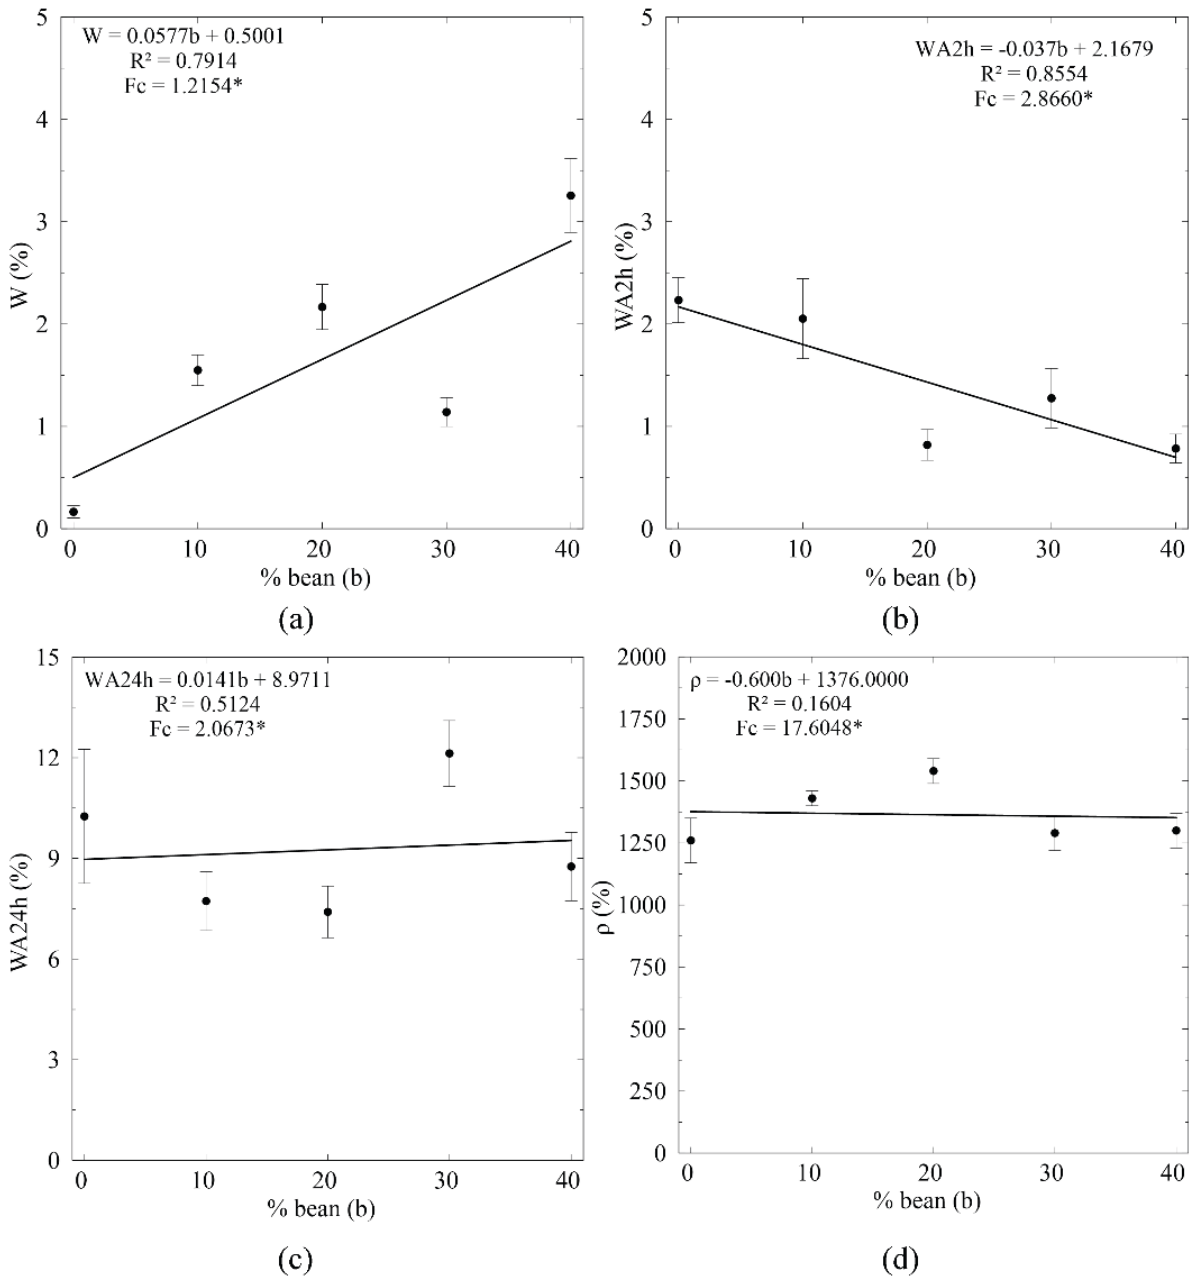 5
4
3
2
1
0
W (%)
W = 0.0577b + 0.5001
R² = 0.7914
Fc = 1.2154*
0 10 20 30 40
% bean (b)
(a)
5
4
3
2
1
0
WA2h (%)
WA2h = -0.037b + 2.1679
R² = 0.8554
Fc = 2.8660*
0 10 20 30 40
% bean (b)
(b)
15
12
9
6
3
0
WA24h (%)
WA24h = 0.0141b + 8.9711
R² = 0.5124
Fc = 2.0673*
0 10 20 30 40
% bean (b)
(c)
2000
1750
1500
1250
1000
750
500
250
0
ρ (%)
ρ = -0.600b + 1376.0000
R² = 0.1604
Fc = 17.6048*
0 10 20 30 40
% bean (b)
(d)